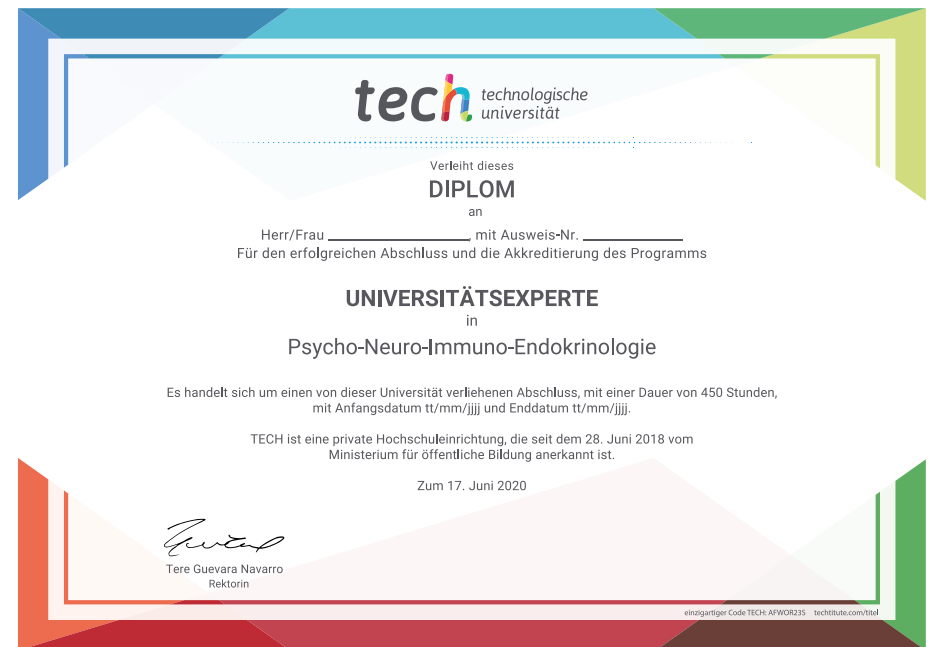 tech technologische
universität
Verleiht dieses
DIPLOM
an
Herr/Frau ________________, mit Ausweis-Nr. ____________
Für den erfolgreichen Abschluss und die Akkreditierung des Programms
UNIVERSITÄTSEXPERTE
in
Psycho-Neuro-Immuno-Endokrinologie
Es handelt sich um einen von dieser Universität verliehenen Abschluss, mit einer Dauer von 450 Stunden,
mit Anfangsdatum tt/mm/jjjj und Enddatum tt/mm/jjjj.
TECH ist eine private Hochschuleinrichtung, die seit dem 28. Juni 2018 vom
Ministerium für öffentliche Bildung anerkannt ist.
Zum 17. Juni 2020
Tere Guevara Navarro
Rektorin
einzigartiger Code TECH: AFWOR23S techtitute.com/titel